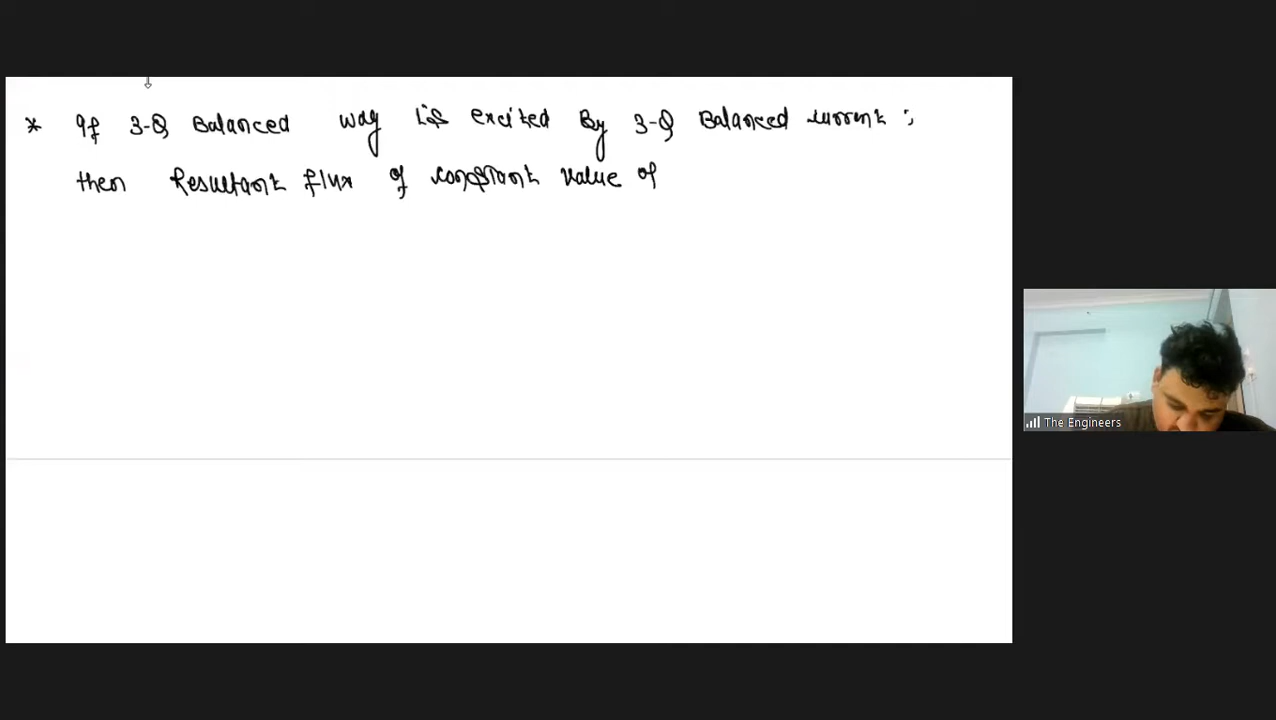 * If 3-Q Balanced wdg is excited By 3-Q Balanced current ;
then Resultant flux of constant value of
The Engineers